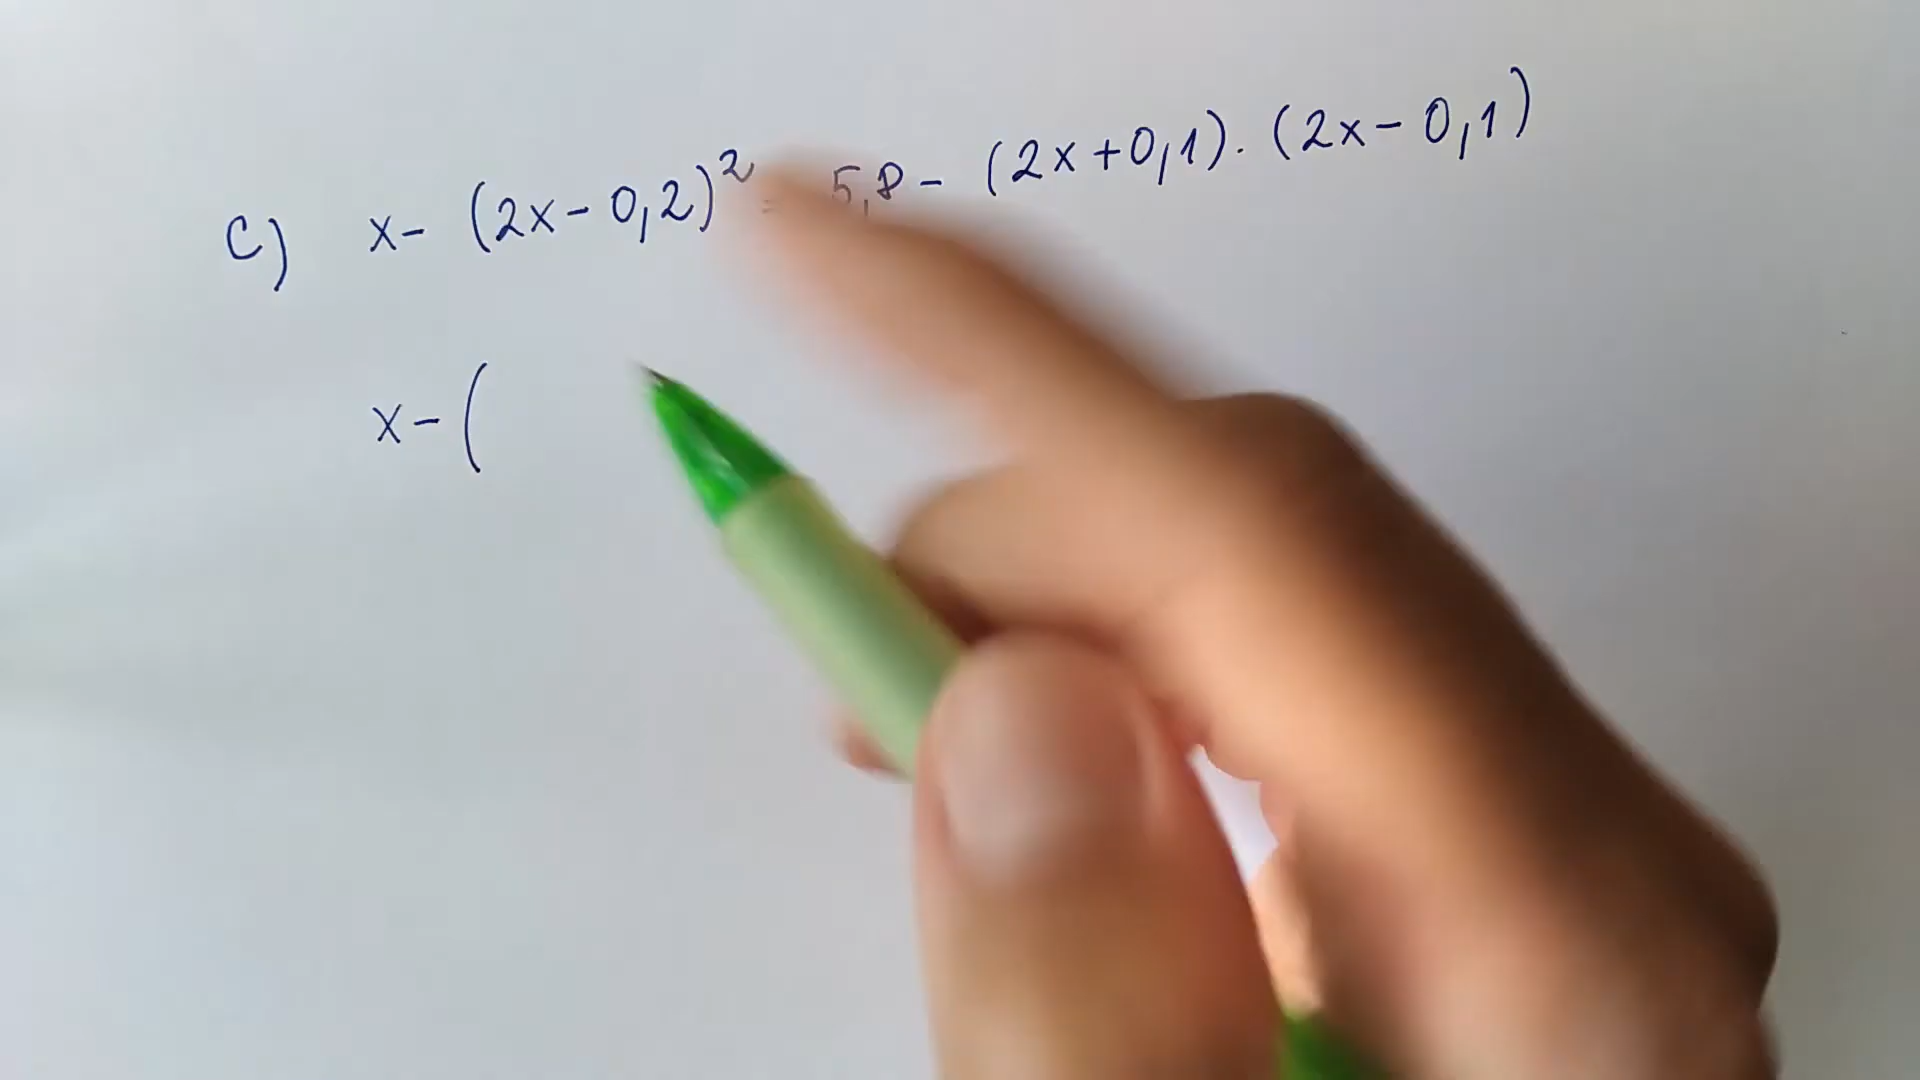 C) x - (2x - 0,2)² = 5,8 - (2x + 0,1) . (2x - 0,1)
x - (